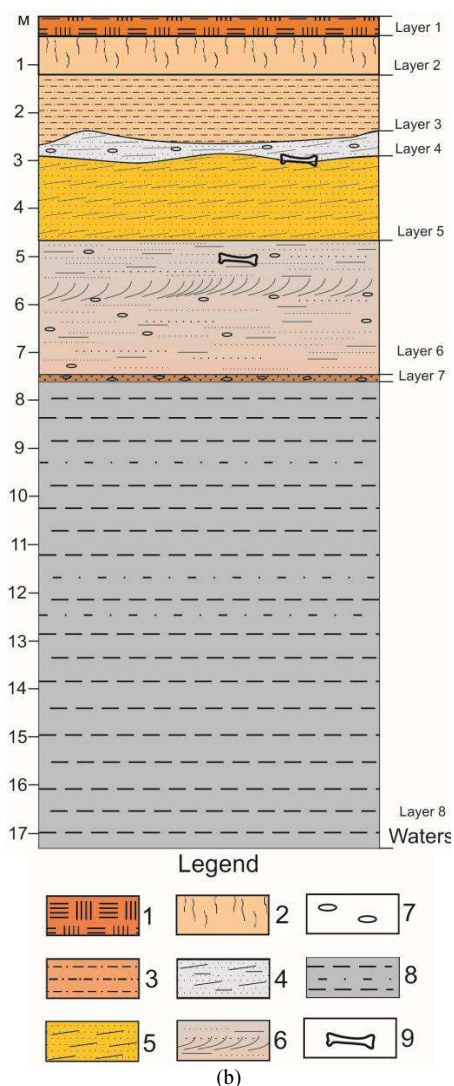 M
Layer 1
1
Layer 2
2
Layer 3
Layer 4
3
4
Layer 5
5
6
7
Layer 6
Layer 7
8
9
10
11
12
13
14
15
16
Layer 8
17
Waters
Legend
1 2 7
3 4 8
5 6 9
(b)